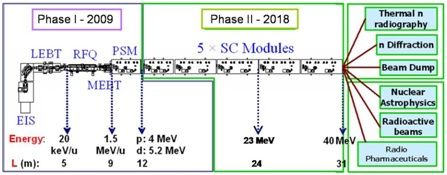 Phase I - 2009
Phase II - 2018
LEBT RFQ PSM
5 × SC Modules
MEBT
EIS
Energy: 20 keV/u 1.5 MeV/u p: 4 MeV d: 5.2 MeV 23 MeV 40 MeV
L (m): 5 9 12 24 31
Thermal n
radiography
n Diffraction
Beam Dump
Nuclear
Astrophysics
Radioactive
beams
Radio
Pharmaceuticals